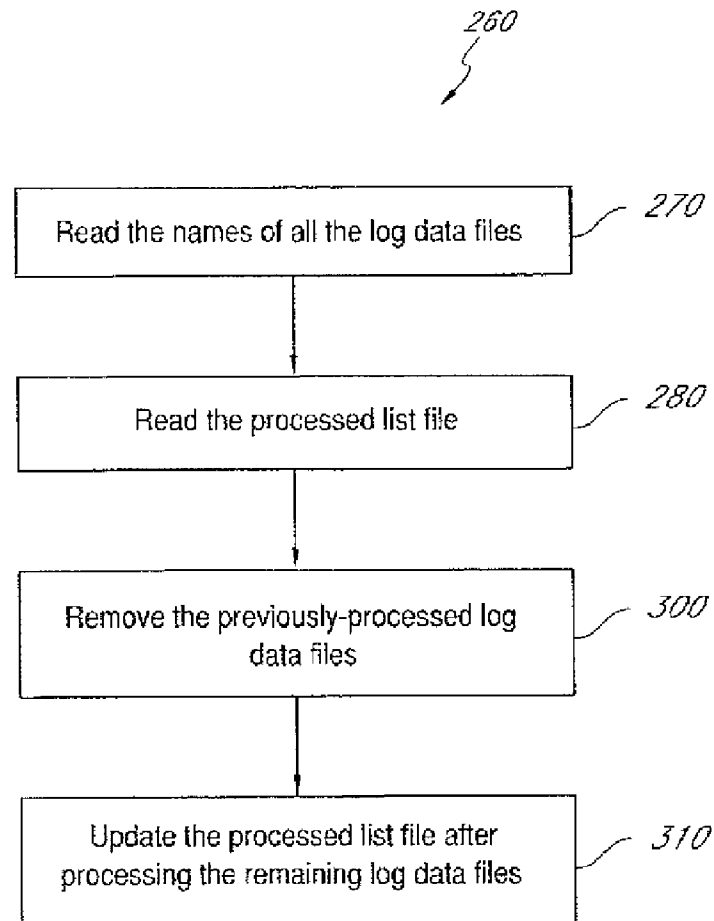 260
Read the names of all the log data files
270
Read the processed list file
280
Remove the previously-processed log
data files
300
Update the processed list file after
processing the remaining log data files
310